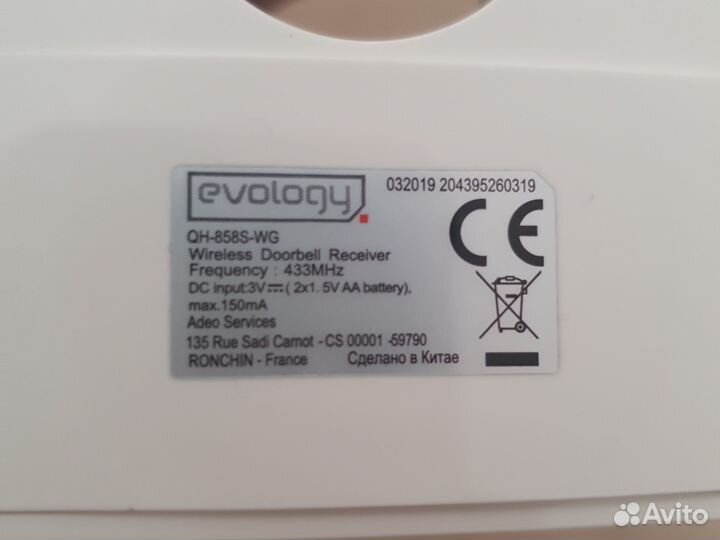 evology
032019 204395260319
QH-858S-WG
Wireless Doorbell Receiver
Frequency : 433MHz
DC input:3V⎓( 2x1. 5V AA battery),
max.150mA
Adeo Services
135 Rue Sadi Carnot - CS 00001 -59790
RONCHIN - France Сделано в Китае
CE
Avito